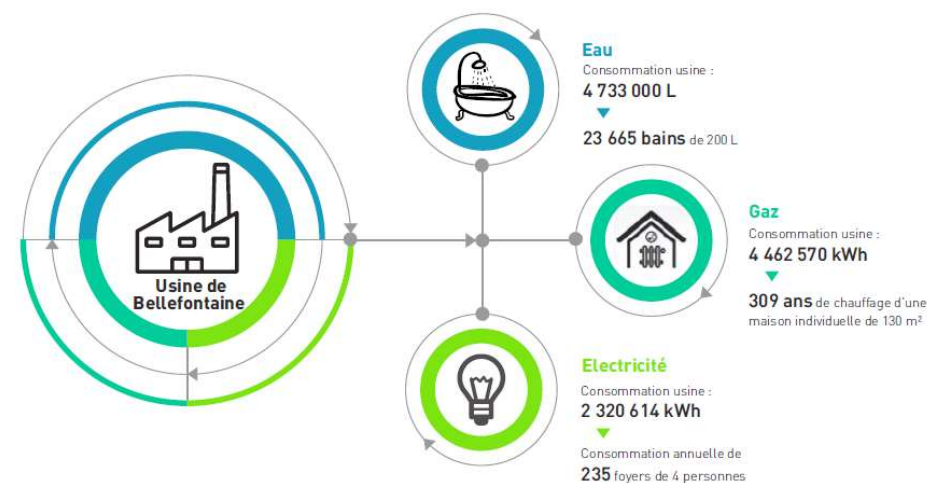 Usine de
Bellefontaine
Eau
Consommation usine :
4 733 000 L
23 665 bains de 200 L
Gaz
Consommation usine :
4 462 570 kWh
309 ans de chauffage d'une
maison individuelle de 130 m²
Electricité
Consommation usine :
2 320 614 kWh
Consommation annuelle de
235 foyers de 4 personnes